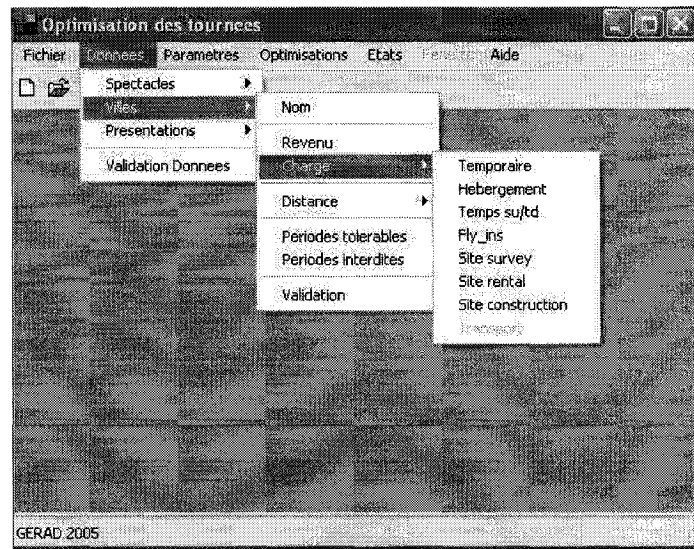 Optimisation des tournees
Fichier Donnees Parametres Optimisations Etats Aide
Spectacles
Villes
Presentations
Validation Donnees
Nom
Revenu
Charge
Distance
Periodes tolerables
Periodes interdites
Validation
Temporaire
Hebergement
Temps su/td
Fly_ins
Site survey
Site rental
Site construction
Transport
GERAD 2005